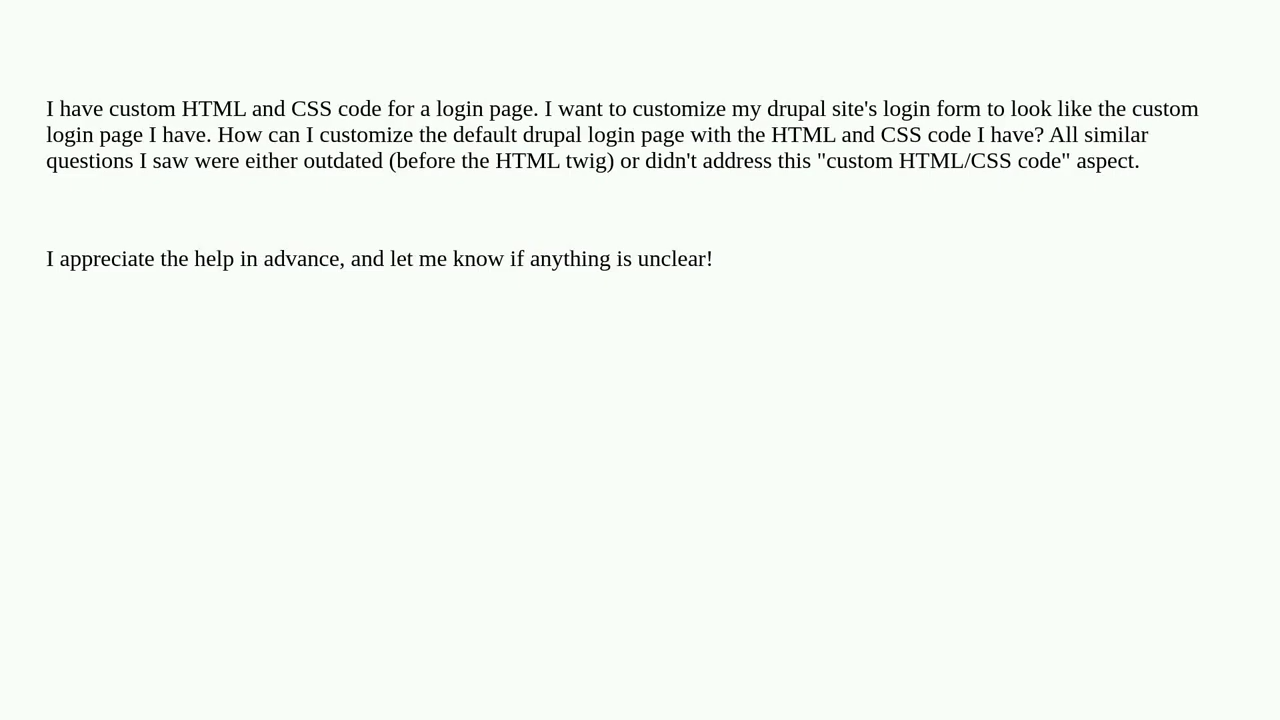 I have custom HTML and CSS code for a login page. I want to customize my drupal site's login form to look like the custom
login page I have. How can I customize the default drupal login page with the HTML and CSS code I have? All similar
questions I saw were either outdated (before the HTML twig) or didn't address this "custom HTML/CSS code" aspect.
I appreciate the help in advance, and let me know if anything is unclear!